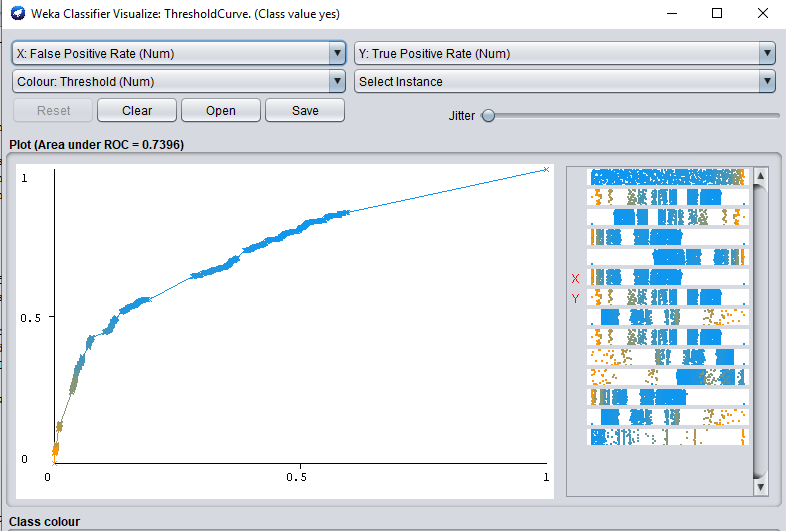 Weka Classifier Visualize: ThresholdCurve. (Class value yes)
X: False Positive Rate (Num)
Y: True Positive Rate (Num)
Colour: Threshold (Num)
Select Instance
Reset
Clear
Open
Save
Jitter
Plot (Area under ROC = 0.7396)
1
0.5
0
0
0.5
1
X
Y
Class colour